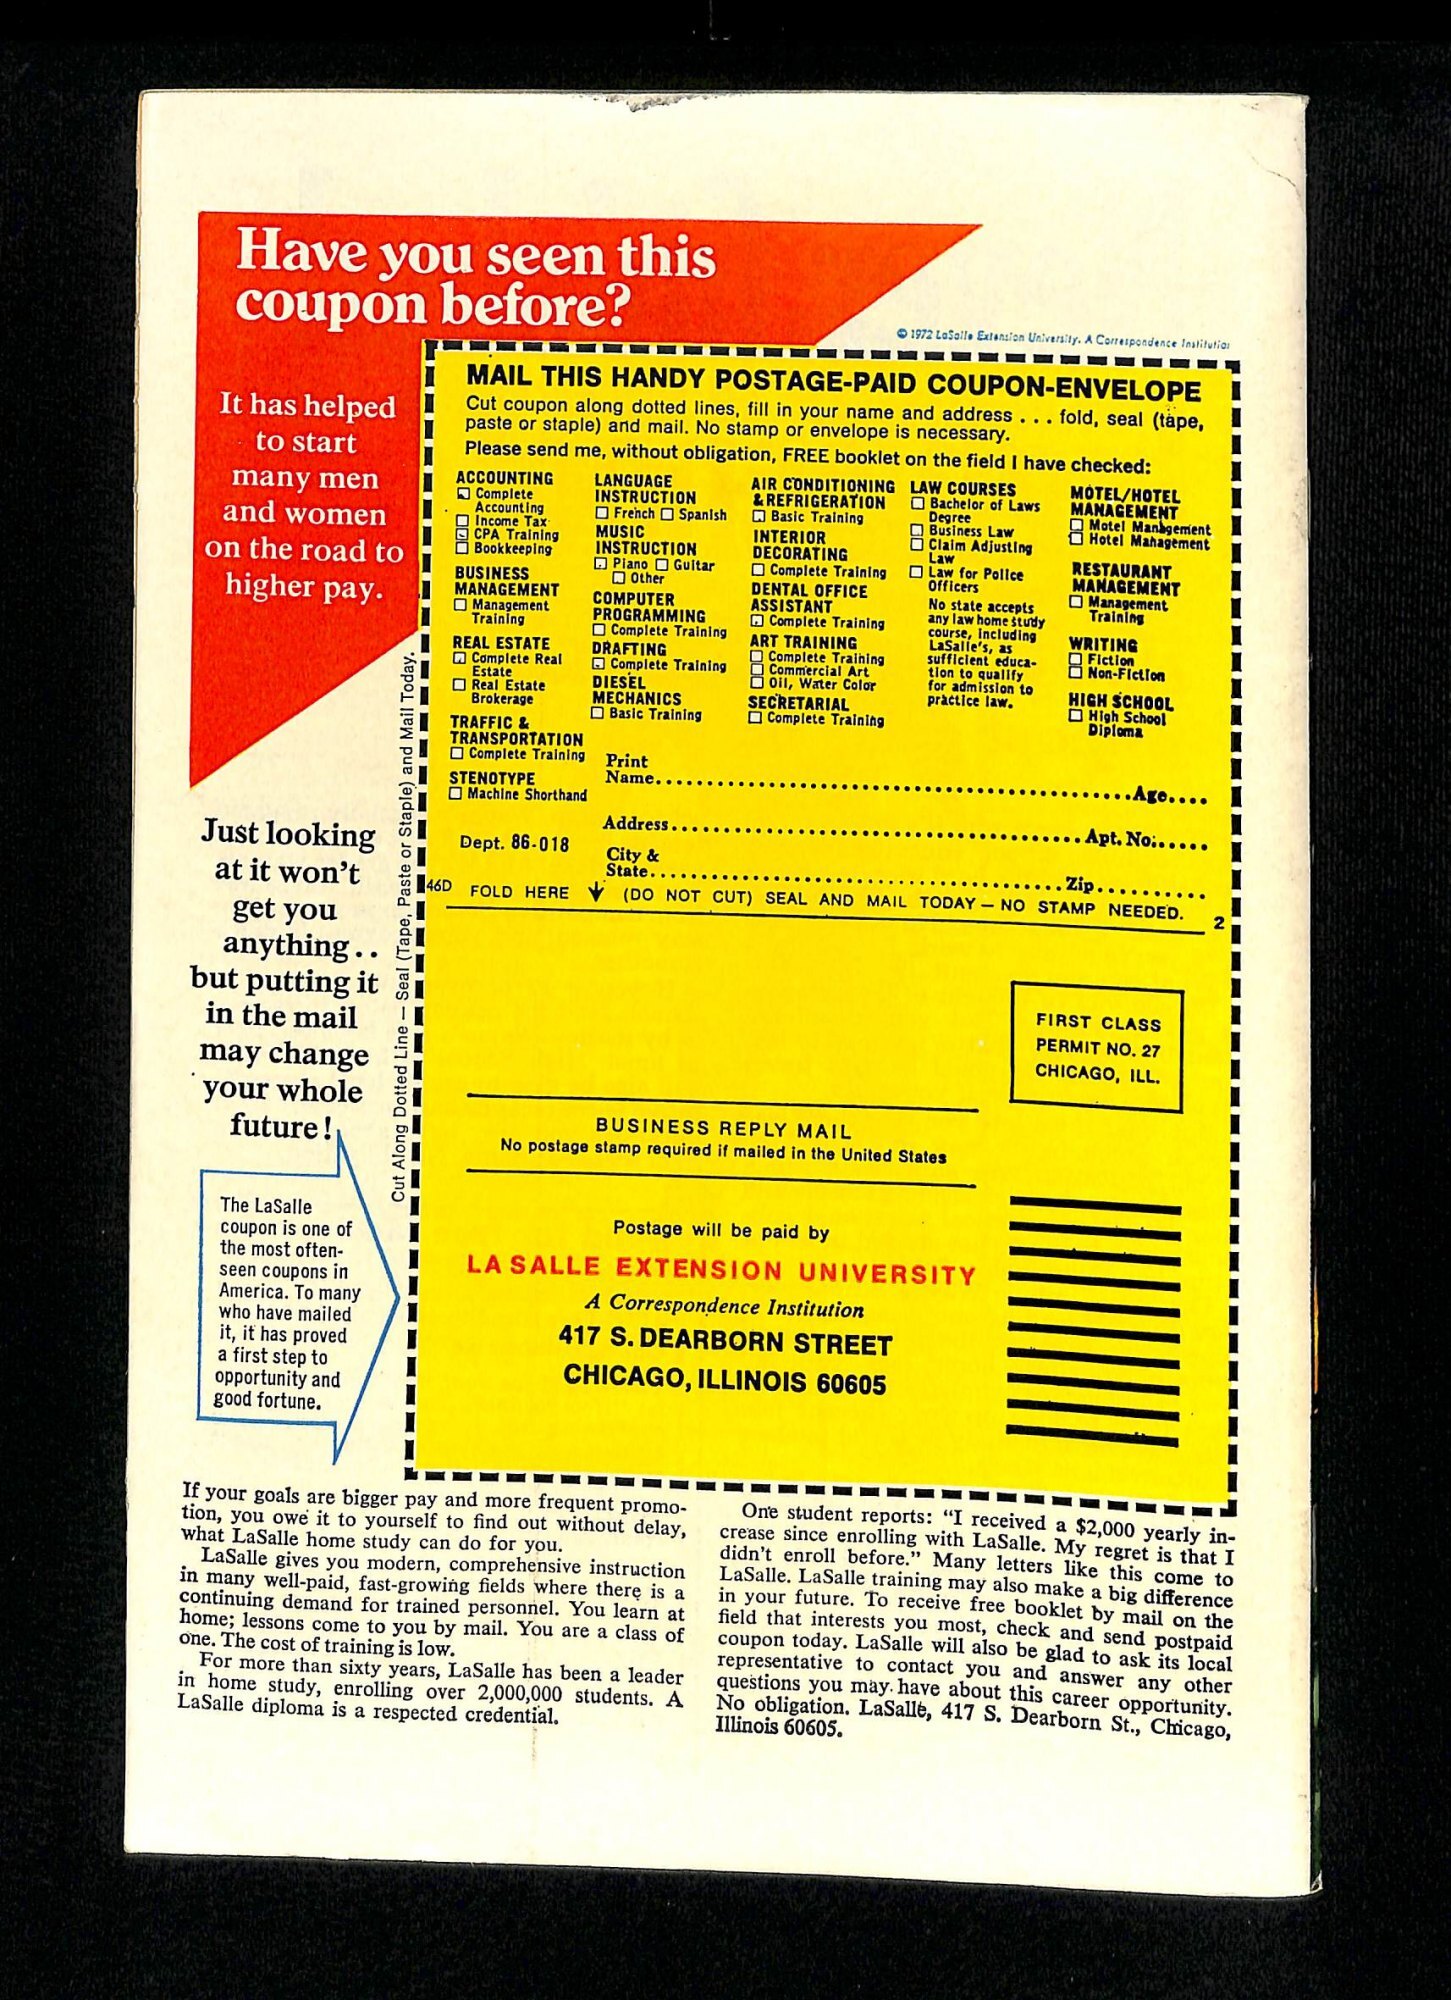 Have you seen this
coupon before?
© 1972 LaSalle Extension University. A Correspondence Institution
It has helped
to start
many men
and women
on the road to
higher pay.
MAIL THIS HANDY POSTAGE-PAID COUPON-ENVELOPE
Cut coupon along dotted lines, fill in your name and address . . . fold, seal (tape,
paste or staple) and mail. No stamp or envelope is necessary.
Please send me, without obligation, FREE booklet on the field I have checked:
ACCOUNTING
Complete
Accounting
Income Tax
CPA Training
Bookkeeping
BUSINESS
MANAGEMENT
Management
Training
REAL ESTATE
Complete Real
Estate
Real Estate
Brokerage
TRAFFIC &
TRANSPORTATION
Complete Training
STENOTYPE
Machine Shorthand
LANGUAGE
INSTRUCTION
French Spanish
MUSIC
INSTRUCTION
Piano Guitar
Other
COMPUTER
PROGRAMMING
Complete Training
DRAFTING
Complete Training
DIESEL
MECHANICS
Basic Training
AIR CONDITIONING
& REFRIGERATION
Basic Training
INTERIOR
DECORATING
Complete Training
DENTAL OFFICE
ASSISTANT
Complete Training
ART TRAINING
Complete Training
Commercial Art
Oil, Water Color
SECRETARIAL
Complete Training
LAW COURSES
Bachelor of Laws
Degree
Business Law
Claim Adjusting
Law
Law for Police
Officers
No state accepts
any law home study
course, including
LaSalle's, as
sufficient educa-
tion to qualify
for admission to
practice law.
MOTEL/HOTEL
MANAGEMENT
Motel Management
Hotel Management
RESTAURANT
MANAGEMENT
Management
Training
WRITING
Fiction
Non-Fiction
HIGH SCHOOL
High School
Diploma
Print
Name........................................Age....
Address........................................Apt. No:.....
City &
State........................................Zip..........
Dept. 86-018
46D FOLD HERE ↓ (DO NOT CUT) SEAL AND MAIL TODAY — NO STAMP NEEDED.
2
Cut Along Dotted Line — Seal (Tape, Paste or Staple) and Mail Today.
FIRST CLASS
PERMIT NO. 27
CHICAGO, ILL.
BUSINESS REPLY MAIL
No postage stamp required if mailed in the United States
Postage will be paid by
LA SALLE EXTENSION UNIVERSITY
A Correspondence Institution
417 S. DEARBORN STREET
CHICAGO, ILLINOIS 60605
Just looking
at it won't
get you
anything..
but putting it
in the mail
may change
your whole
future!
The LaSalle
coupon is one of
the most often-
seen coupons in
America. To many
who have mailed
it, it has proved
a first step to
opportunity and
good fortune.
If your goals are bigger pay and more frequent promo-
tion, you owe it to yourself to find out without delay,
what LaSalle home study can do for you.
LaSalle gives you modern, comprehensive instruction
in many well-paid, fast-growing fields where there is a
continuing demand for trained personnel. You learn at
home; lessons come to you by mail. You are a class of
one. The cost of training is low.
For more than sixty years, LaSalle has been a leader
in home study, enrolling over 2,000,000 students. A
LaSalle diploma is a respected credential.
One student reports: "I received a $2,000 yearly in-
crease since enrolling with LaSalle. My regret is that I
didn't enroll before." Many letters like this come to
LaSalle. LaSalle training may also make a big difference
in your future. To receive free booklet by mail on the
field that interests you most, check and send postpaid
coupon today. LaSalle will also be glad to ask its local
representative to contact you and answer any other
questions you may have about this career opportunity.
No obligation. LaSalle, 417 S. Dearborn St., Chicago,
Illinois 60605.